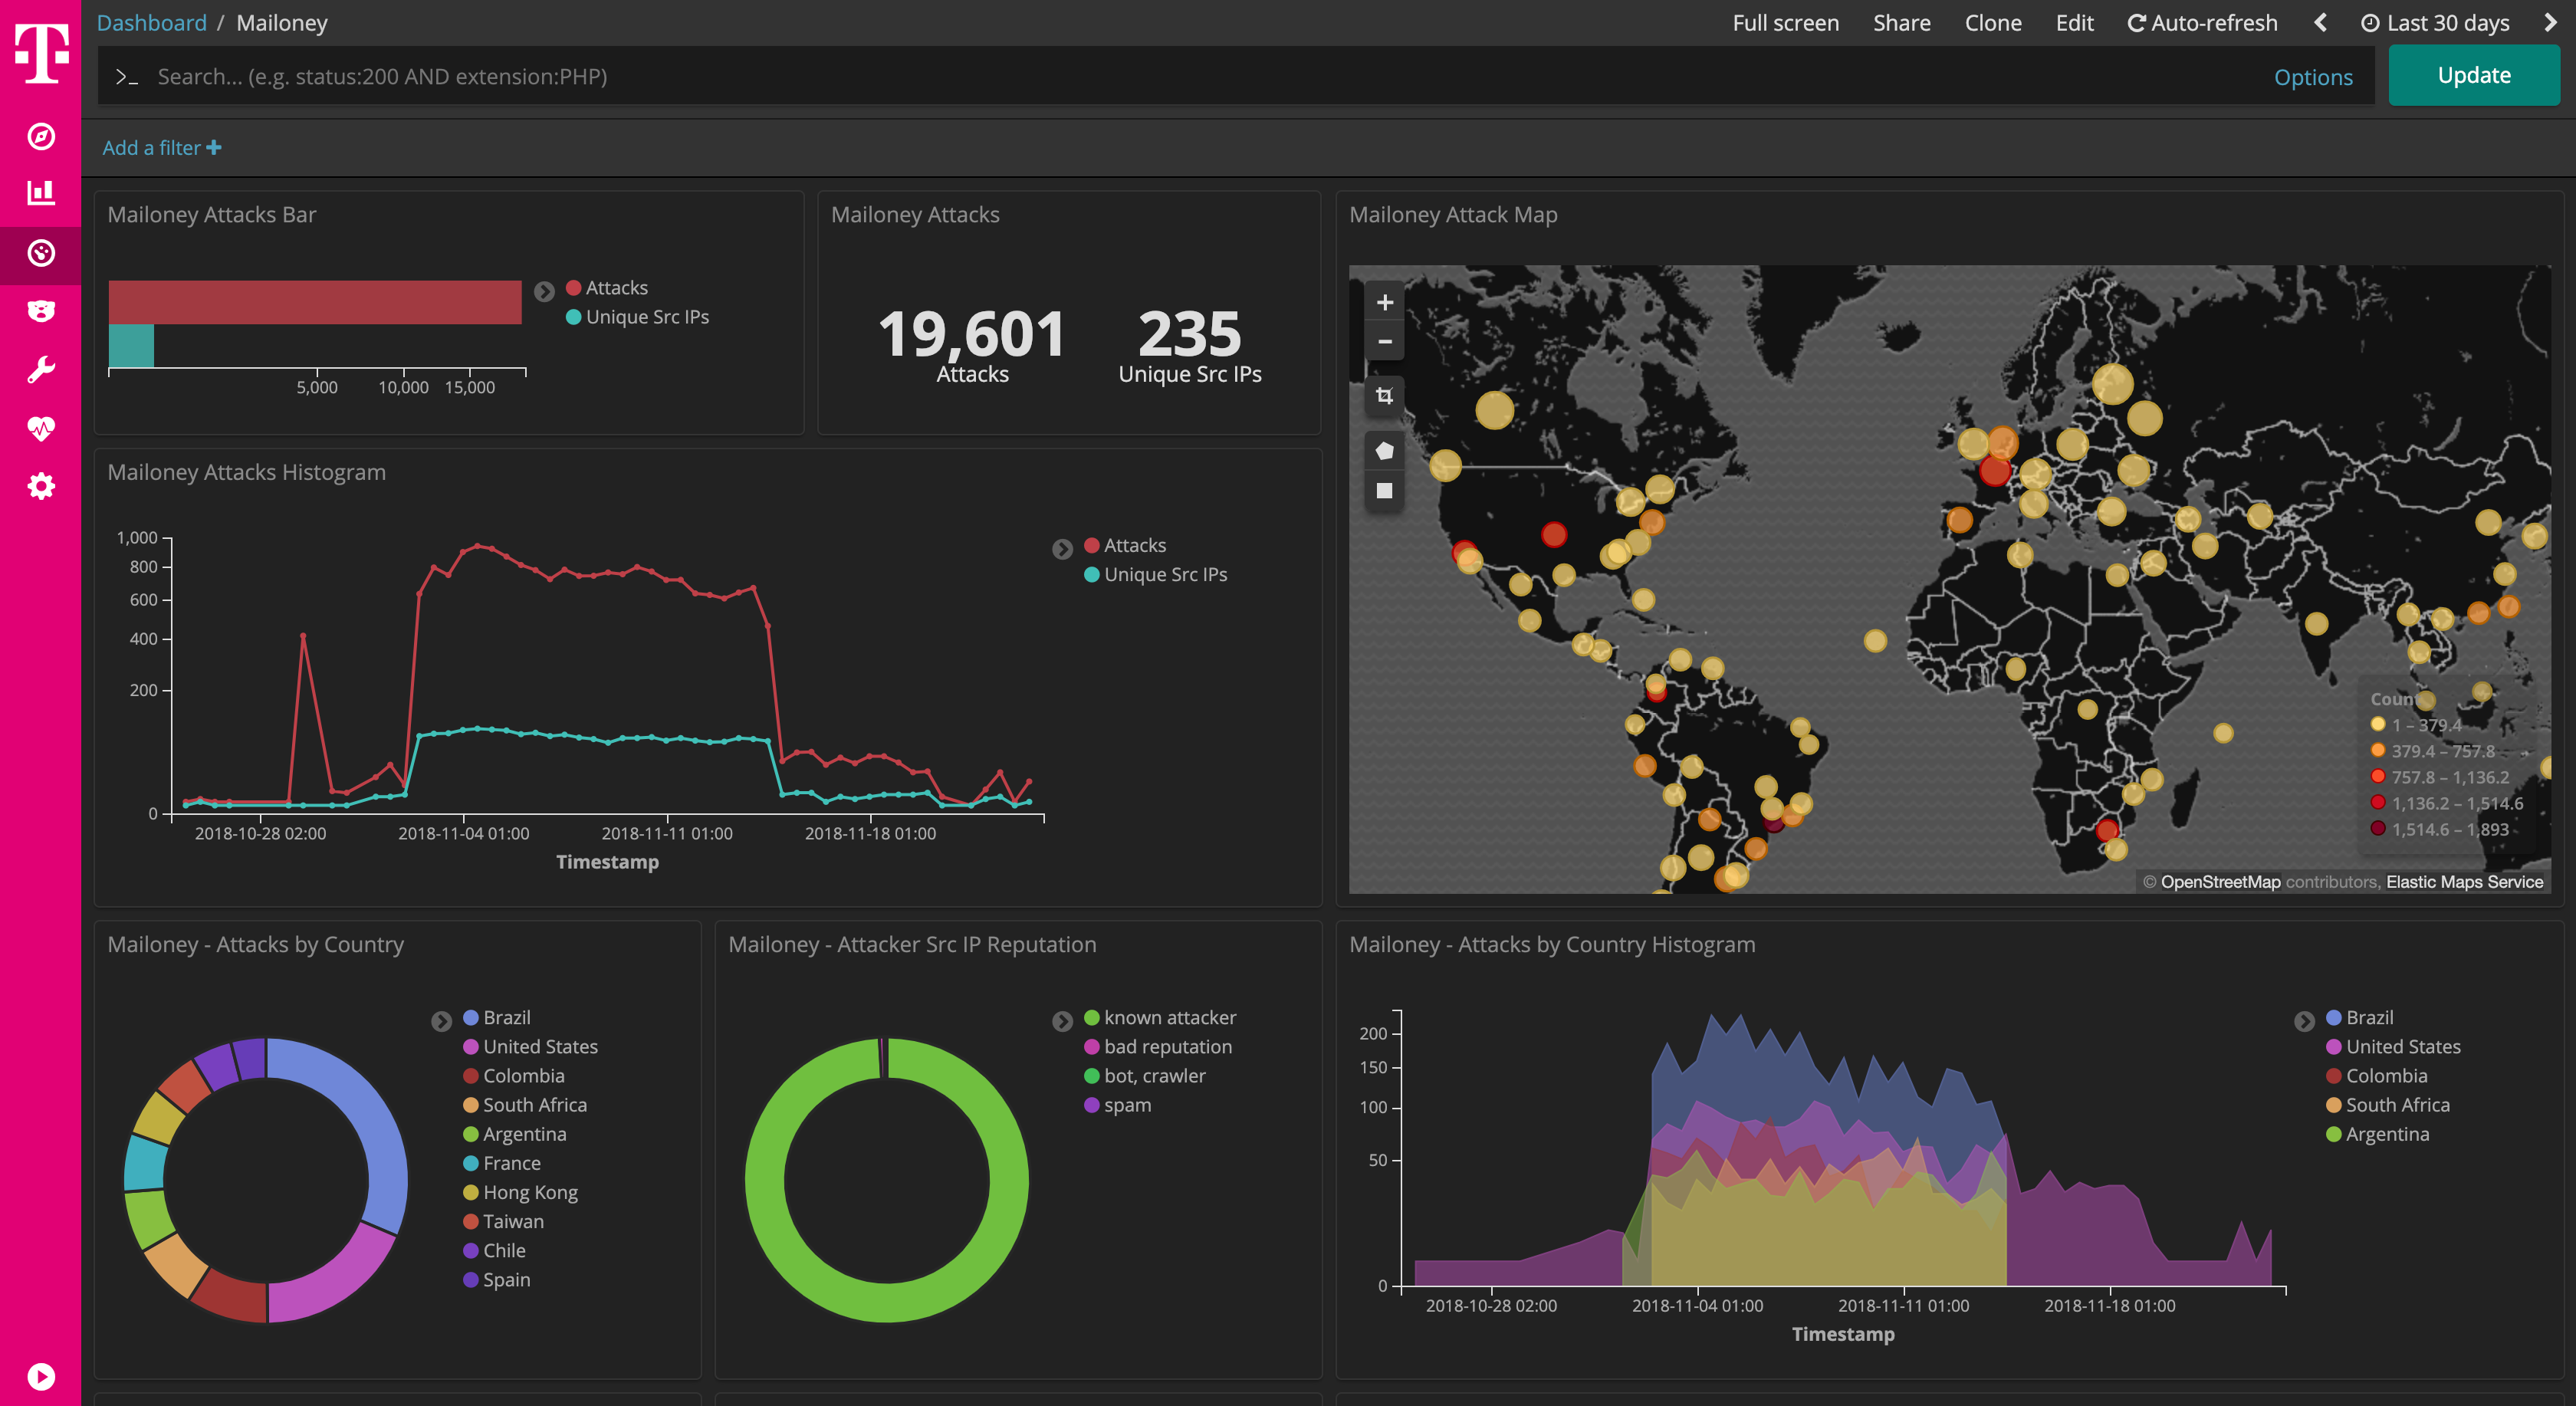 Dashboard / Mailoney
Full screen Share Clone Edit Auto-refresh Last 30 days
>_ Search... (e.g. status:200 AND extension:PHP) Options Update
Add a filter +
Mailoney Attacks Bar
Attacks
Unique Src IPs
5,000 10,000 15,000
Mailoney Attacks
19,601 235
Attacks Unique Src IPs
Mailoney Attack Map
+
−
Count
1 – 379.4
379.4 – 757.8
757.8 – 1,136.2
1,136.2 – 1,514.6
1,514.6 – 1,893
© OpenStreetMap contributors, Elastic Maps Service
Mailoney Attacks Histogram
1,000
800
600
400
200
0
2018-10-28 02:00 2018-11-04 01:00 2018-11-11 01:00 2018-11-18 01:00
Timestamp
Attacks
Unique Src IPs
Mailoney - Attacks by Country
Brazil
United States
Colombia
South Africa
Argentina
France
Hong Kong
Taiwan
Chile
Spain
Mailoney - Attacker Src IP Reputation
known attacker
bad reputation
bot, crawler
spam
Mailoney - Attacks by Country Histogram
200
150
100
50
0
2018-10-28 02:00 2018-11-04 01:00 2018-11-11 01:00 2018-11-18 01:00
Timestamp
Brazil
United States
Colombia
South Africa
Argentina